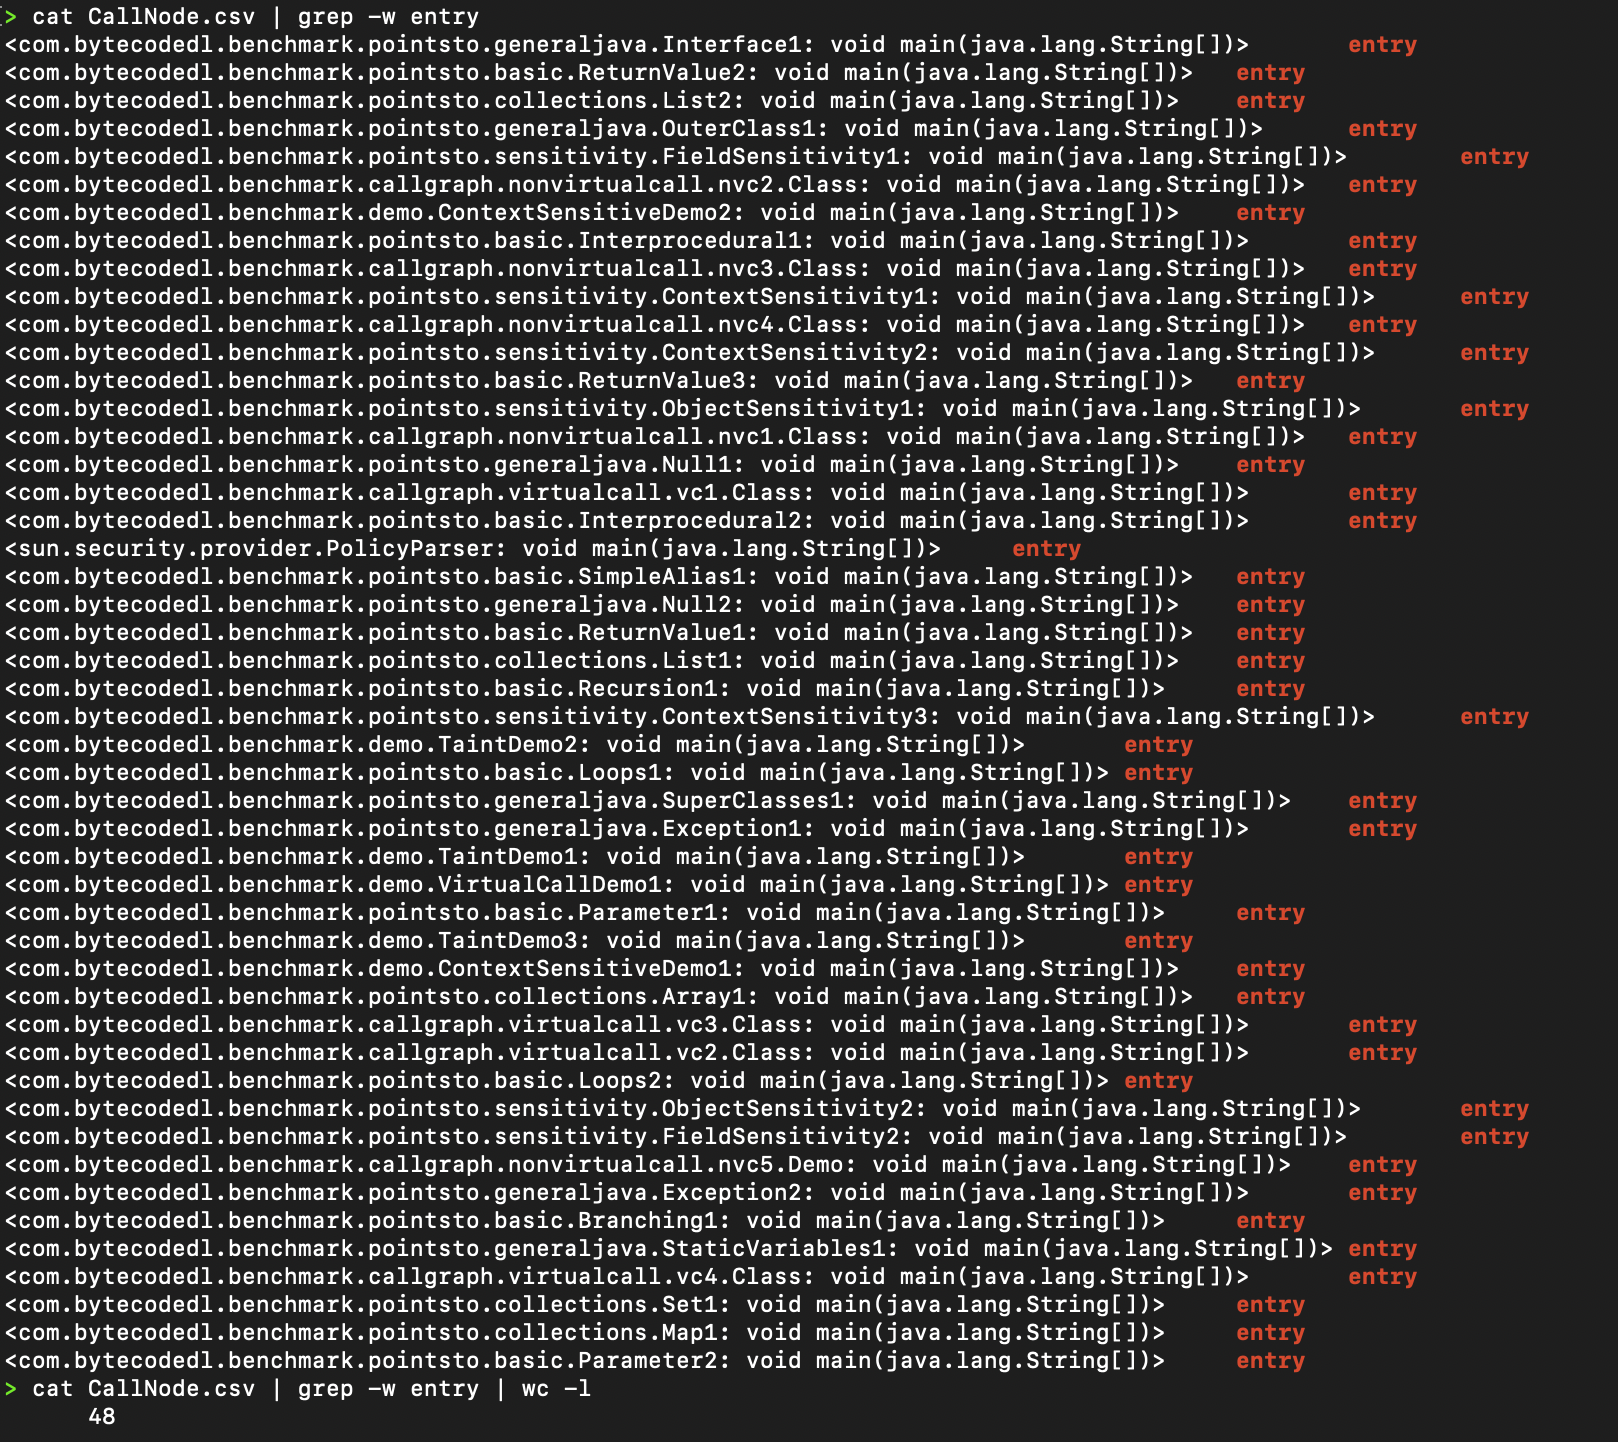 > cat CallNode.csv | grep -w entry
<com.bytecodedl.benchmark.pointsto.generaljava.Interface1: void main(java.lang.String[])>	entry
<com.bytecodedl.benchmark.pointsto.basic.ReturnValue2: void main(java.lang.String[])>	entry
<com.bytecodedl.benchmark.pointsto.collections.List2: void main(java.lang.String[])>	entry
<com.bytecodedl.benchmark.pointsto.generaljava.OuterClass1: void main(java.lang.String[])>	entry
<com.bytecodedl.benchmark.pointsto.sensitivity.FieldSensitivity1: void main(java.lang.String[])>	entry
<com.bytecodedl.benchmark.callgraph.nonvirtualcall.nvc2.Class: void main(java.lang.String[])>	entry
<com.bytecodedl.benchmark.demo.ContextSensitiveDemo2: void main(java.lang.String[])>	entry
<com.bytecodedl.benchmark.pointsto.basic.Interprocedural1: void main(java.lang.String[])>	entry
<com.bytecodedl.benchmark.callgraph.nonvirtualcall.nvc3.Class: void main(java.lang.String[])>	entry
<com.bytecodedl.benchmark.pointsto.sensitivity.ContextSensitivity1: void main(java.lang.String[])>	entry
<com.bytecodedl.benchmark.callgraph.nonvirtualcall.nvc4.Class: void main(java.lang.String[])>	entry
<com.bytecodedl.benchmark.pointsto.sensitivity.ContextSensitivity2: void main(java.lang.String[])>	entry
<com.bytecodedl.benchmark.pointsto.basic.ReturnValue3: void main(java.lang.String[])>	entry
<com.bytecodedl.benchmark.pointsto.sensitivity.ObjectSensitivity1: void main(java.lang.String[])>	entry
<com.bytecodedl.benchmark.callgraph.nonvirtualcall.nvc1.Class: void main(java.lang.String[])>	entry
<com.bytecodedl.benchmark.pointsto.generaljava.Null1: void main(java.lang.String[])>	entry
<com.bytecodedl.benchmark.callgraph.virtualcall.vc1.Class: void main(java.lang.String[])>	entry
<com.bytecodedl.benchmark.pointsto.basic.Interprocedural2: void main(java.lang.String[])>	entry
<sun.security.provider.PolicyParser: void main(java.lang.String[])>	entry
<com.bytecodedl.benchmark.pointsto.basic.SimpleAlias1: void main(java.lang.String[])>	entry
<com.bytecodedl.benchmark.pointsto.generaljava.Null2: void main(java.lang.String[])>	entry
<com.bytecodedl.benchmark.pointsto.basic.ReturnValue1: void main(java.lang.String[])>	entry
<com.bytecodedl.benchmark.pointsto.collections.List1: void main(java.lang.String[])>	entry
<com.bytecodedl.benchmark.pointsto.basic.Recursion1: void main(java.lang.String[])>	entry
<com.bytecodedl.benchmark.pointsto.sensitivity.ContextSensitivity3: void main(java.lang.String[])>	entry
<com.bytecodedl.benchmark.demo.TaintDemo2: void main(java.lang.String[])>	entry
<com.bytecodedl.benchmark.pointsto.basic.Loops1: void main(java.lang.String[])>	entry
<com.bytecodedl.benchmark.pointsto.generaljava.SuperClasses1: void main(java.lang.String[])>	entry
<com.bytecodedl.benchmark.pointsto.generaljava.Exception1: void main(java.lang.String[])>	entry
<com.bytecodedl.benchmark.demo.TaintDemo1: void main(java.lang.String[])>	entry
<com.bytecodedl.benchmark.demo.VirtualCallDemo1: void main(java.lang.String[])>	entry
<com.bytecodedl.benchmark.pointsto.basic.Parameter1: void main(java.lang.String[])>	entry
<com.bytecodedl.benchmark.demo.TaintDemo3: void main(java.lang.String[])>	entry
<com.bytecodedl.benchmark.demo.ContextSensitiveDemo1: void main(java.lang.String[])>	entry
<com.bytecodedl.benchmark.pointsto.collections.Array1: void main(java.lang.String[])>	entry
<com.bytecodedl.benchmark.callgraph.virtualcall.vc3.Class: void main(java.lang.String[])>	entry
<com.bytecodedl.benchmark.callgraph.virtualcall.vc2.Class: void main(java.lang.String[])>	entry
<com.bytecodedl.benchmark.pointsto.basic.Loops2: void main(java.lang.String[])>	entry
<com.bytecodedl.benchmark.pointsto.sensitivity.ObjectSensitivity2: void main(java.lang.String[])>	entry
<com.bytecodedl.benchmark.pointsto.sensitivity.FieldSensitivity2: void main(java.lang.String[])>	entry
<com.bytecodedl.benchmark.callgraph.nonvirtualcall.nvc5.Demo: void main(java.lang.String[])>	entry
<com.bytecodedl.benchmark.pointsto.generaljava.Exception2: void main(java.lang.String[])>	entry
<com.bytecodedl.benchmark.pointsto.basic.Branching1: void main(java.lang.String[])>	entry
<com.bytecodedl.benchmark.pointsto.generaljava.StaticVariables1: void main(java.lang.String[])>	entry
<com.bytecodedl.benchmark.callgraph.virtualcall.vc4.Class: void main(java.lang.String[])>	entry
<com.bytecodedl.benchmark.pointsto.collections.Set1: void main(java.lang.String[])>	entry
<com.bytecodedl.benchmark.pointsto.collections.Map1: void main(java.lang.String[])>	entry
<com.bytecodedl.benchmark.pointsto.basic.Parameter2: void main(java.lang.String[])>	entry
> cat CallNode.csv | grep -w entry | wc -l
48